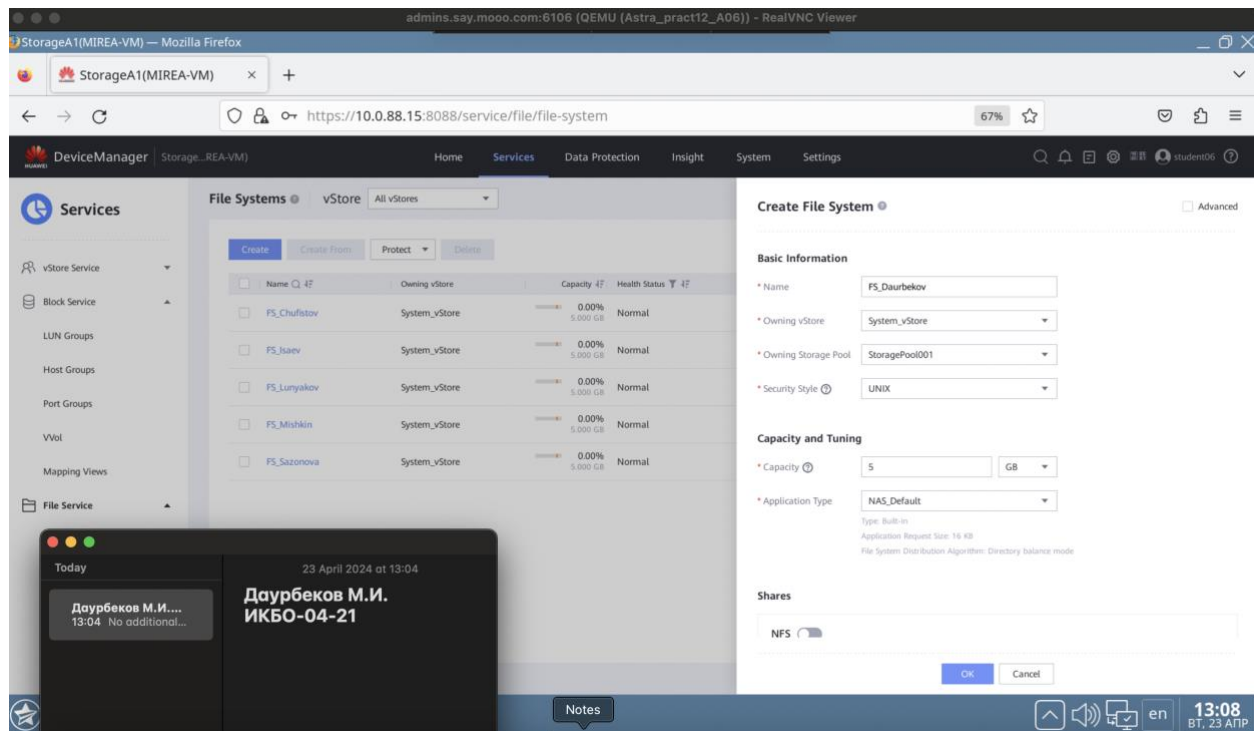 admins.say.mooo.com:6106 (QEMU (Astra_pract12_A06)) - RealVNC Viewer
StorageA1(MIREA-VM) — Mozilla Firefox
StorageA1(MIREA-VM)
https://10.0.88.15:8088/service/file/file-system
67%
HUAWEI
DeviceManager Storage...REA-VM)
Home Services Data Protection Insight System Settings
student06
Services
vStore Service
Block Service
LUN Groups
Host Groups
Port Groups
VVol
Mapping Views
File Service
File Systems vStore All vStores
Create Create From Protect Delete
Name Owning vStore Capacity Health Status
FS_Chufistov System_vStore 0.00% Normal
5.000 GB
FS_Isaev System_vStore 0.00% Normal
5.000 GB
FS_Lunyakov System_vStore 0.00% Normal
5.000 GB
FS_Mishkin System_vStore 0.00% Normal
5.000 GB
FS_Sazonova System_vStore 0.00% Normal
5.000 GB
Create File System
Advanced
Basic Information
* Name FS_Daurbekov
* Owning vStore System_vStore
* Owning Storage Pool StoragePool001
* Security Style UNIX
Capacity and Tuning
* Capacity 5 GB
* Application Type NAS_Default
Type: Built-in
Application Request Size: 16 KB
File System Distribution Algorithm: Directory balance mode
Shares
NFS
OK Cancel
Today
Даурбеков М.И....
13:04 No additional...
23 April 2024 at 13:04
Даурбеков М.И.
ИКБО-04-21
Notes
en
13:08
ВТ, 23 АПР